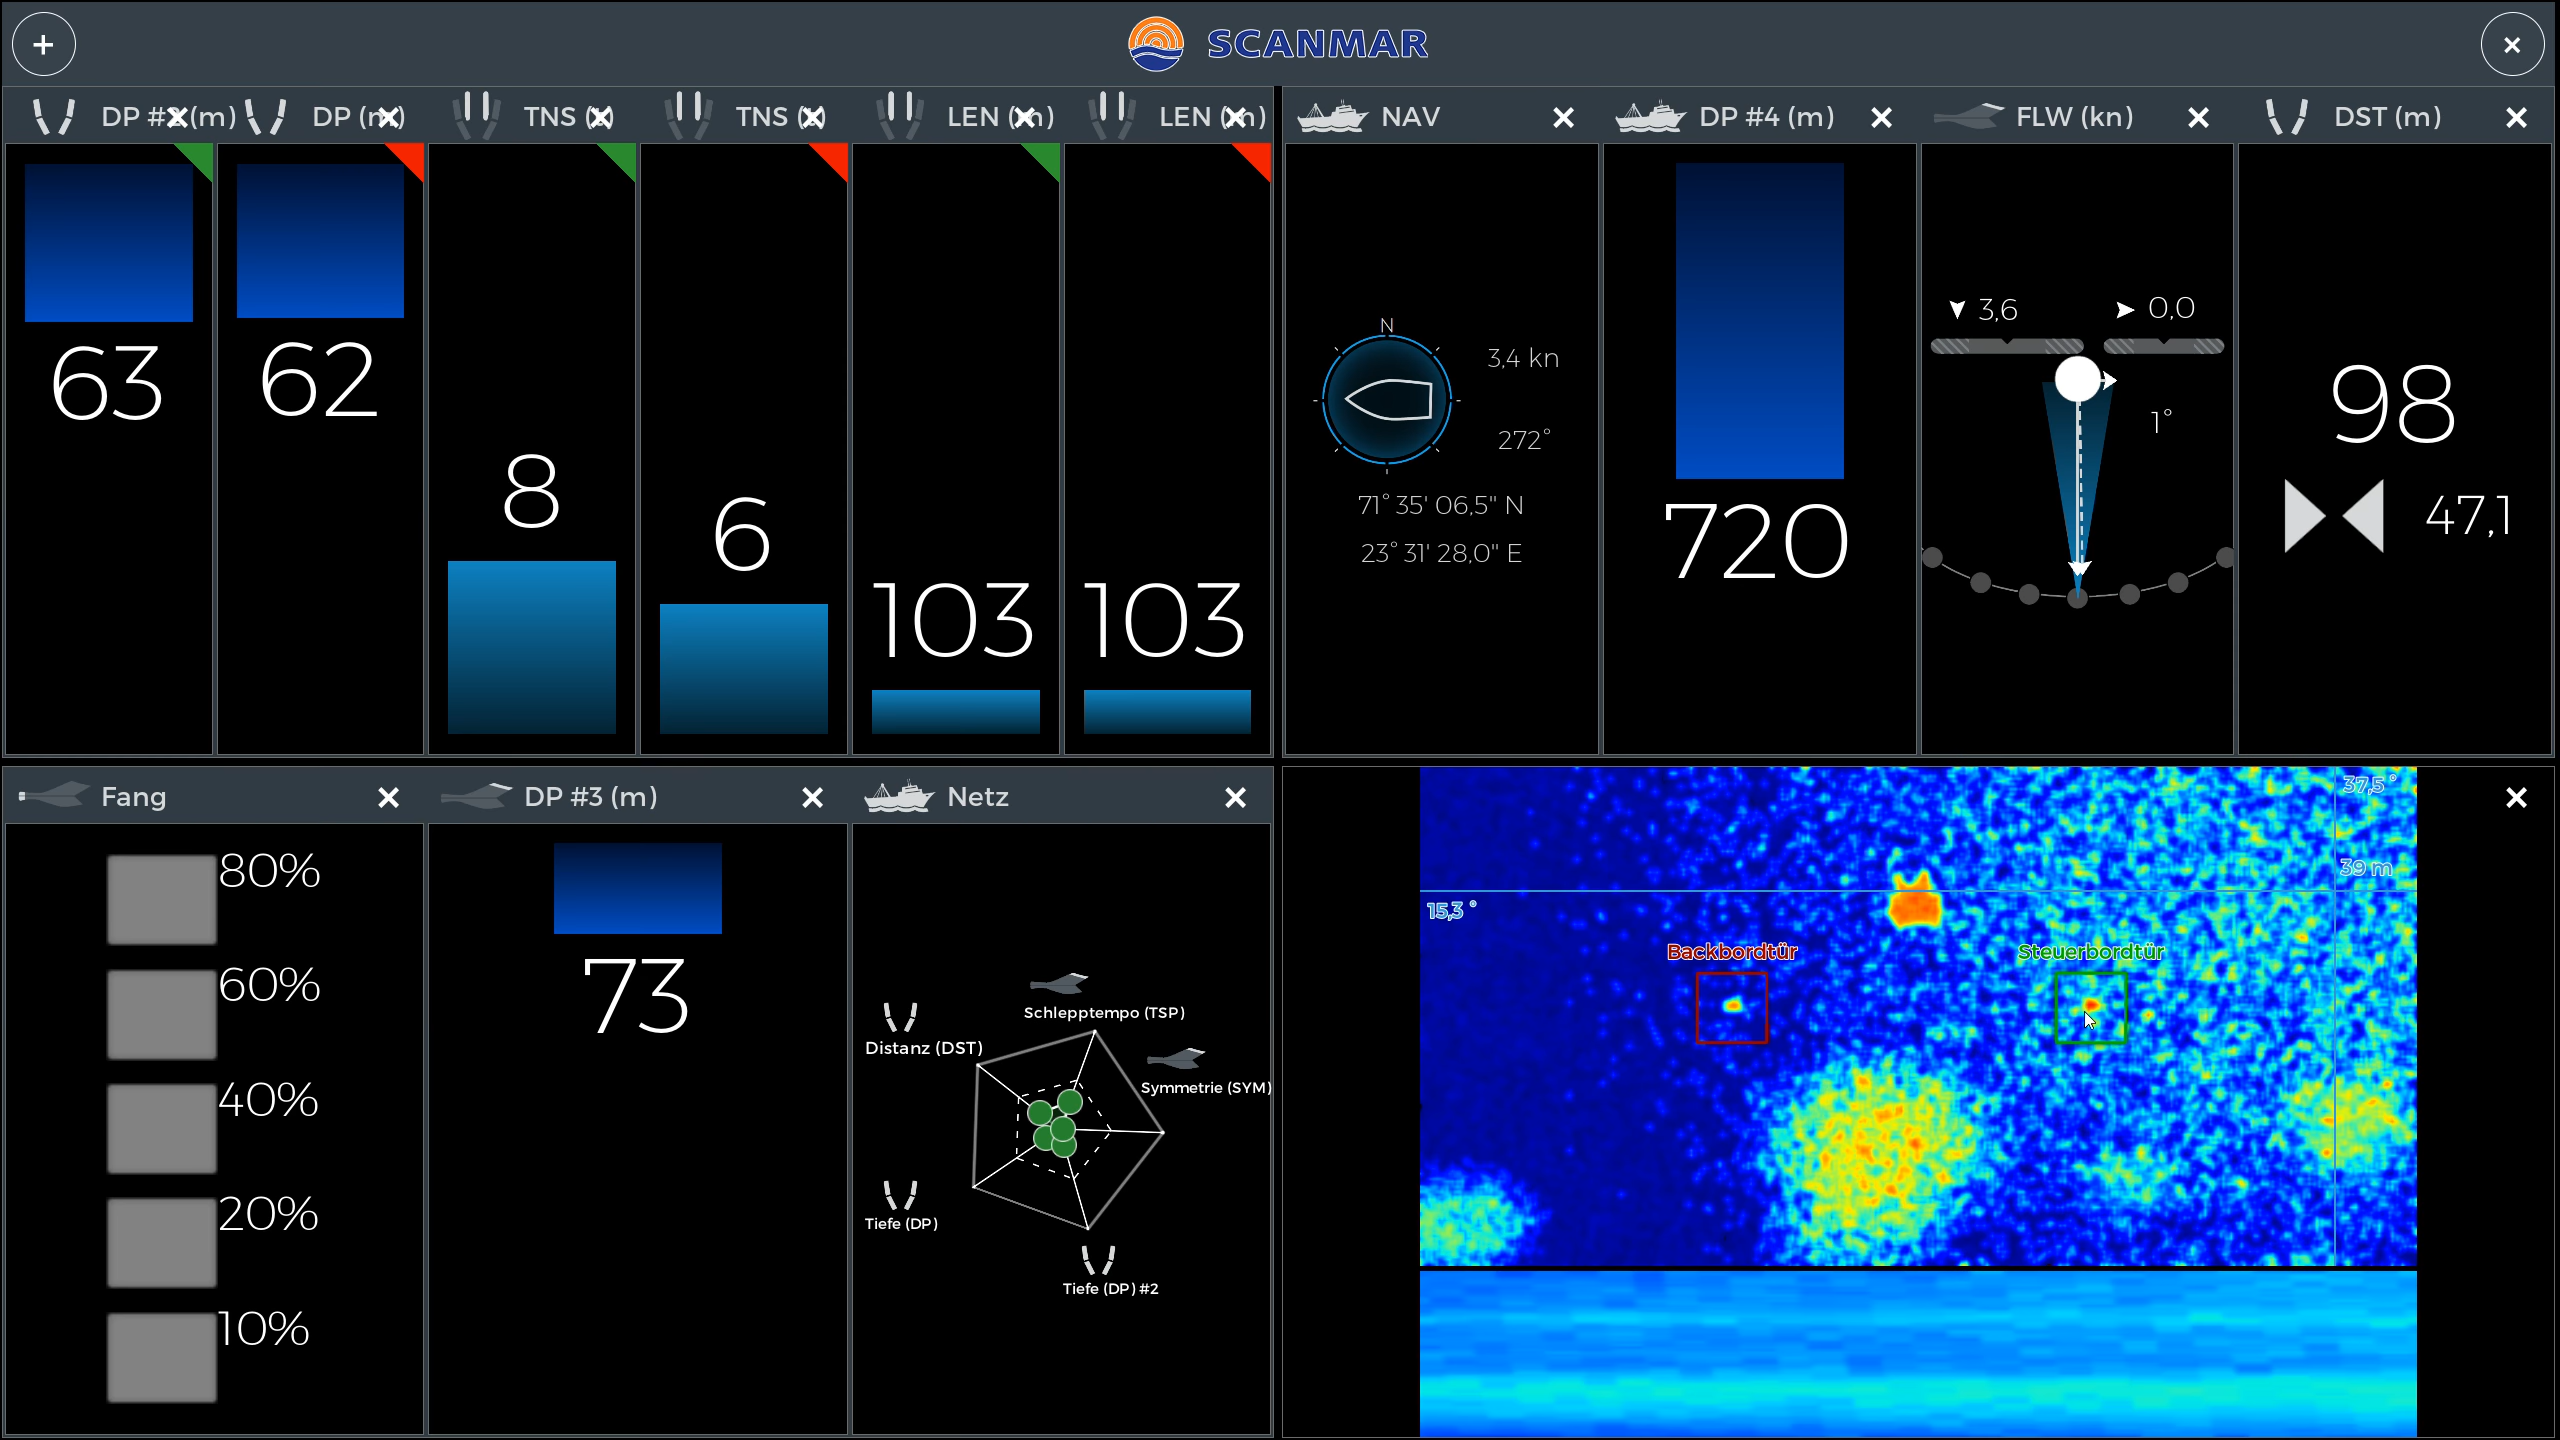 +
SCANMAR
DP #2 (m)
DP (m)
TNS
TNS
LEN (m)
LEN (m)
NAV
DP #4 (m)
FLW (kn)
DST (m)
63
62
8
6
103
103
N
3,4 kn
272°
71° 35' 06,5" N
23° 31' 28,0" E
720
3,6
0,0
1°
98
47,1
Fang
DP #3 (m)
Netz
80%
60%
40%
20%
10%
73
Schlepptempo (TSP)
Distanz (DST)
Symmetrie (SYM)
Tiefe (DP)
Tiefe (DP) #2
37,5 °
39 m
15,3 °
Backbordtür
Steuerbordtür